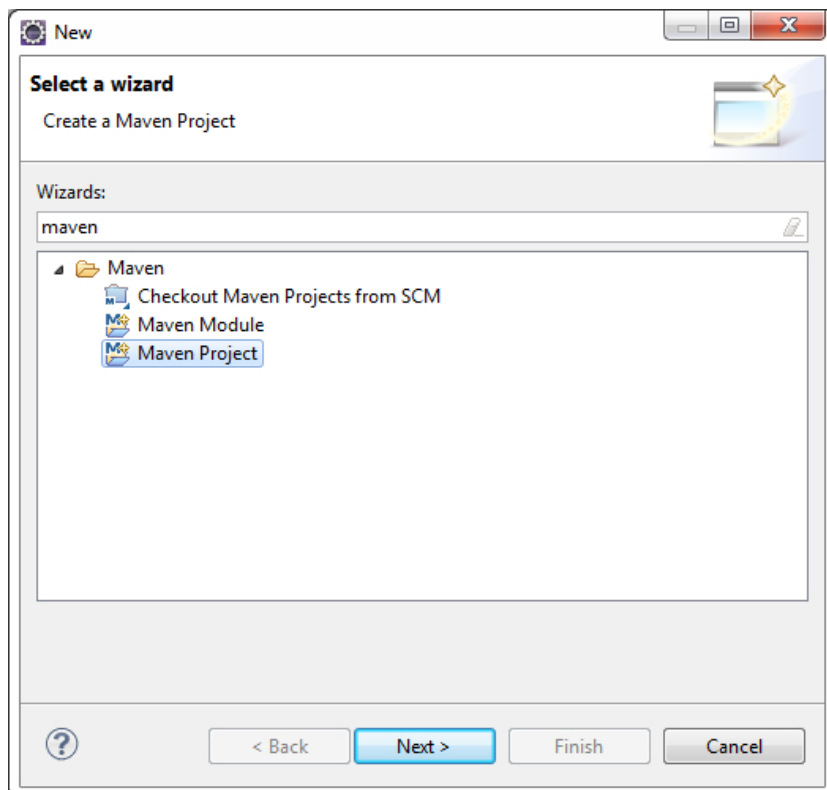 New
Select a wizard
Create a Maven Project
Wizards:
maven
Maven
Checkout Maven Projects from SCM
Maven Module
Maven Project
< Back Next > Finish Cancel